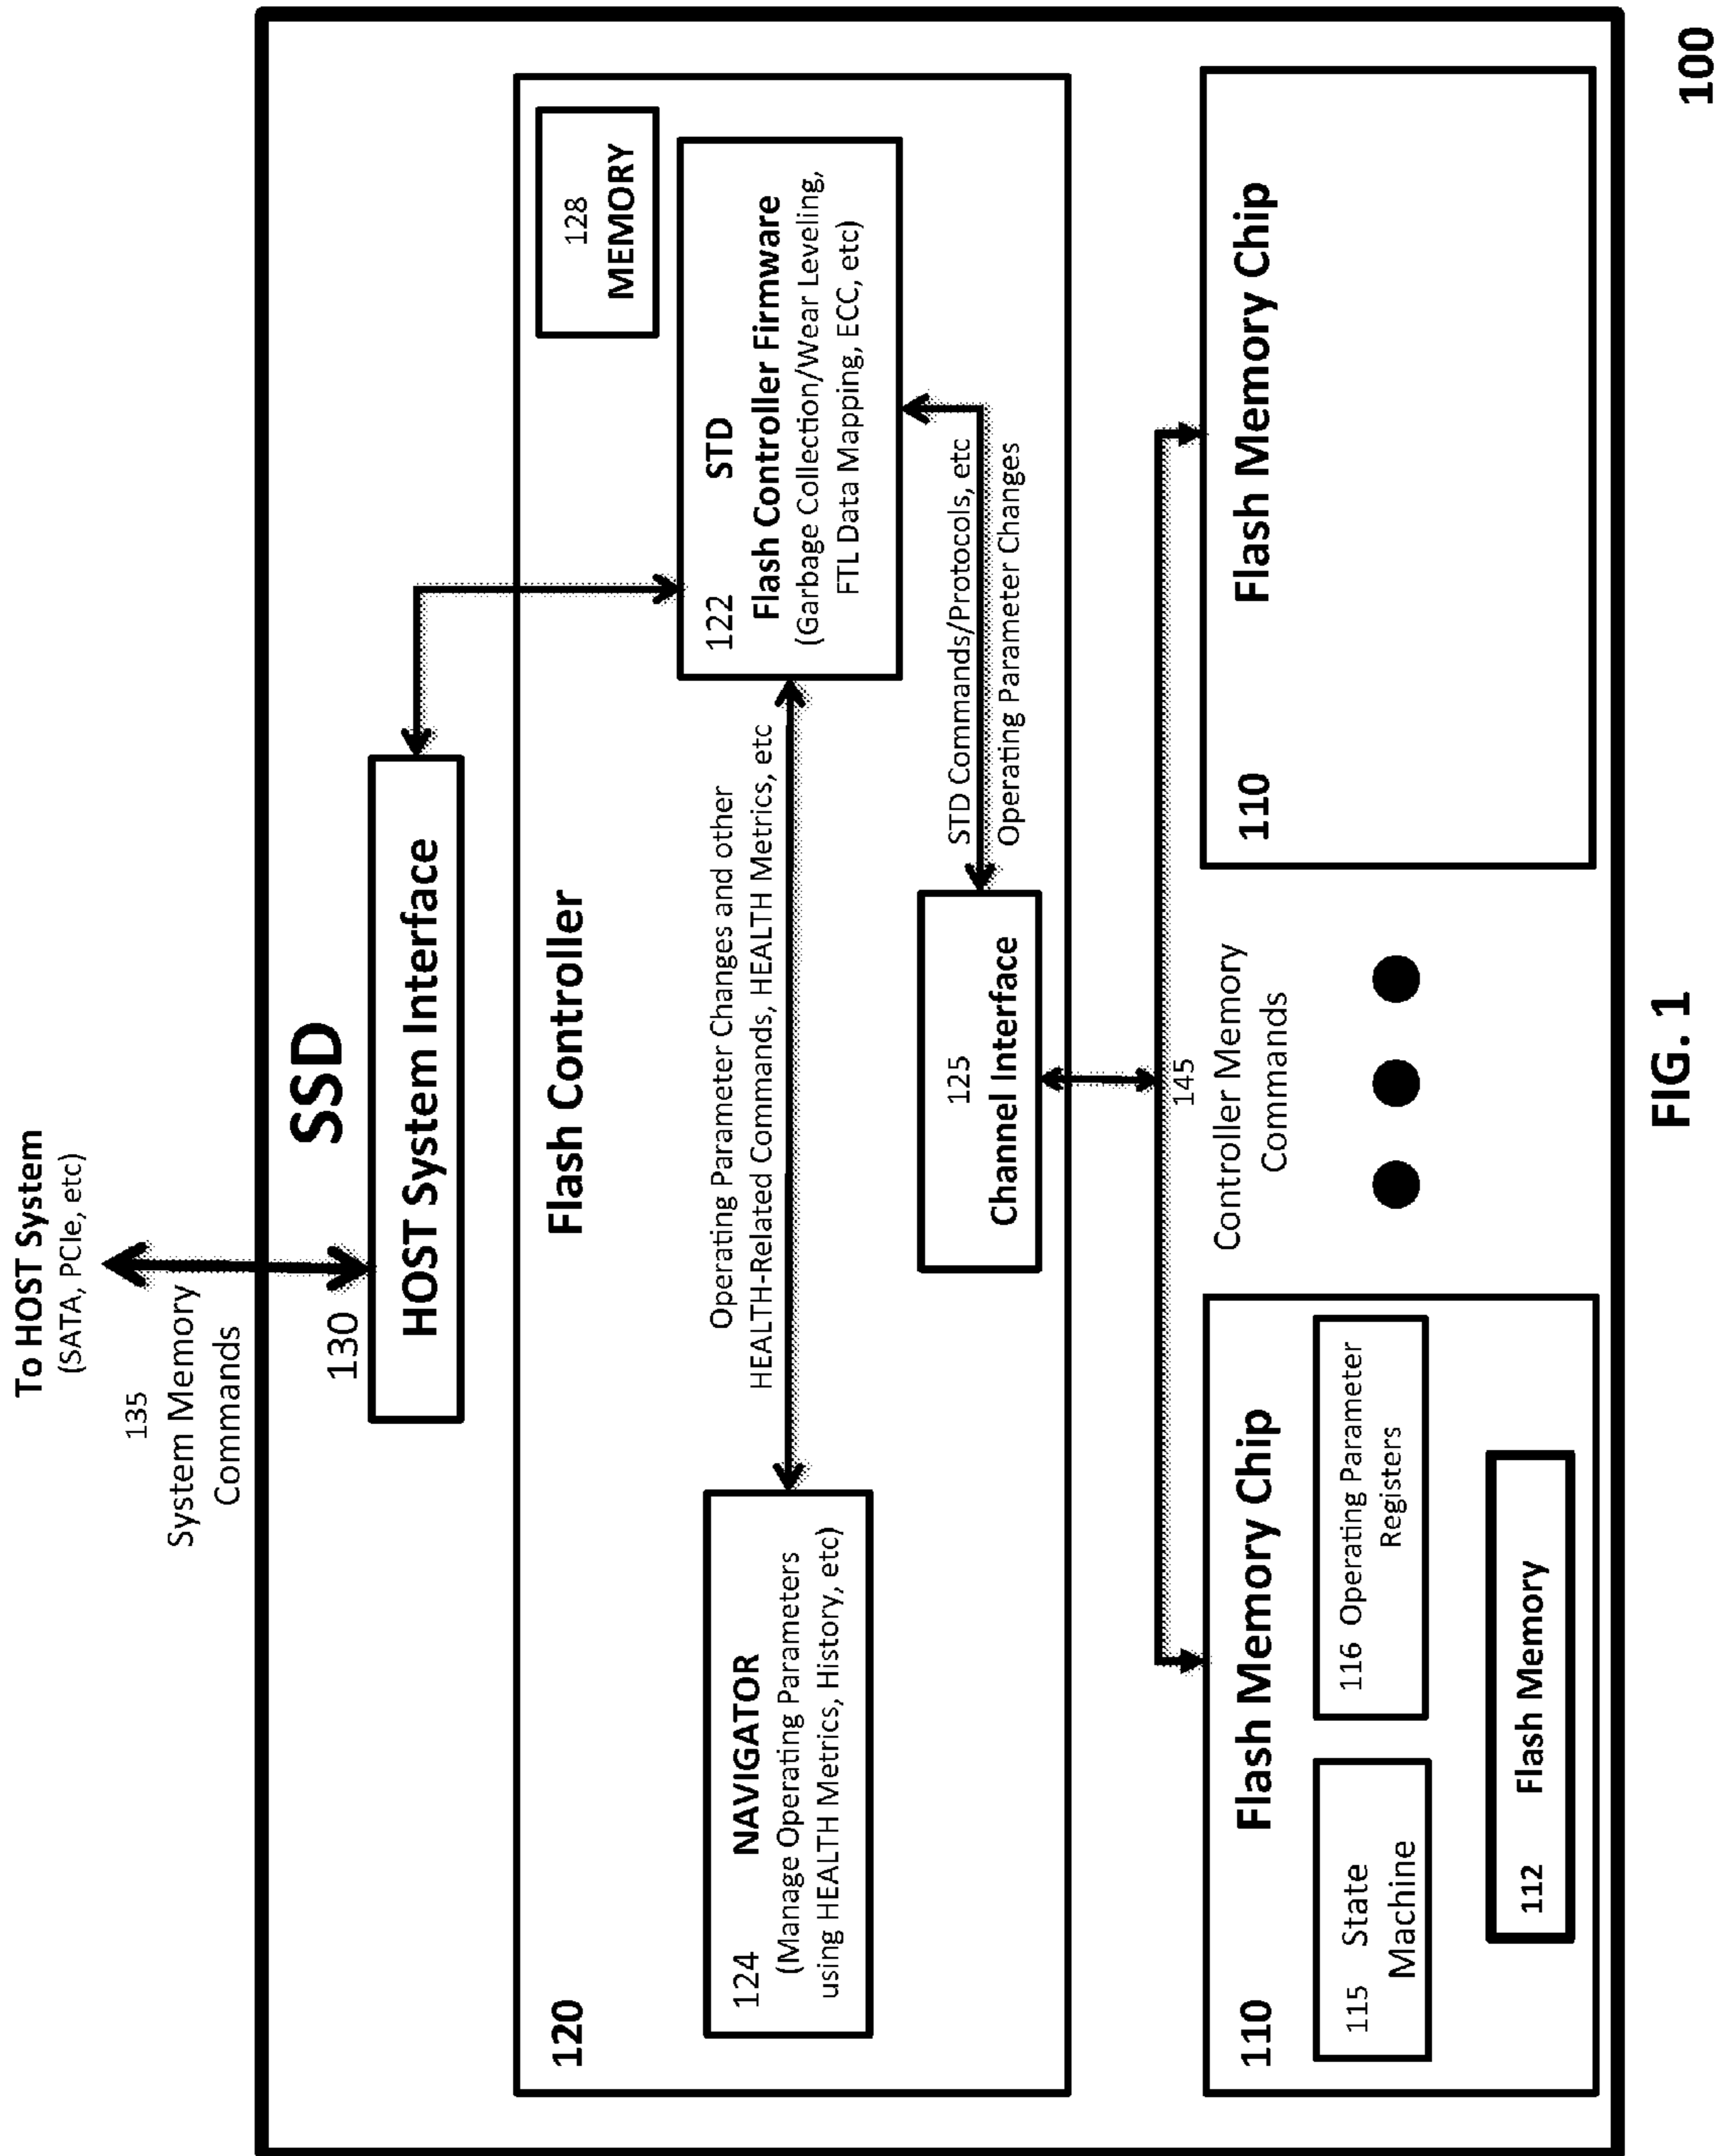 To HOST System
(SATA, PCIe, etc)
135
System Memory
Commands
SSD
130
HOST System Interface
120
Flash Controller
128
MEMORY
124 NAVIGATOR
(Manage Operating Parameters
using HEALTH Metrics, History, etc)
Operating Parameter Changes and other
HEALTH-Related Commands, HEALTH Metrics, etc
122 STD
Flash Controller Firmware
(Garbage Collection/Wear Leveling,
FTL Data Mapping, ECC, etc)
125
Channel Interface
STD Commands/Protocols, etc
Operating Parameter Changes
145
Controller Memory
Commands
110 Flash Memory Chip
115 State
Machine
116 Operating Parameter
Registers
112 Flash Memory
110 Flash Memory Chip
FIG. 1
100